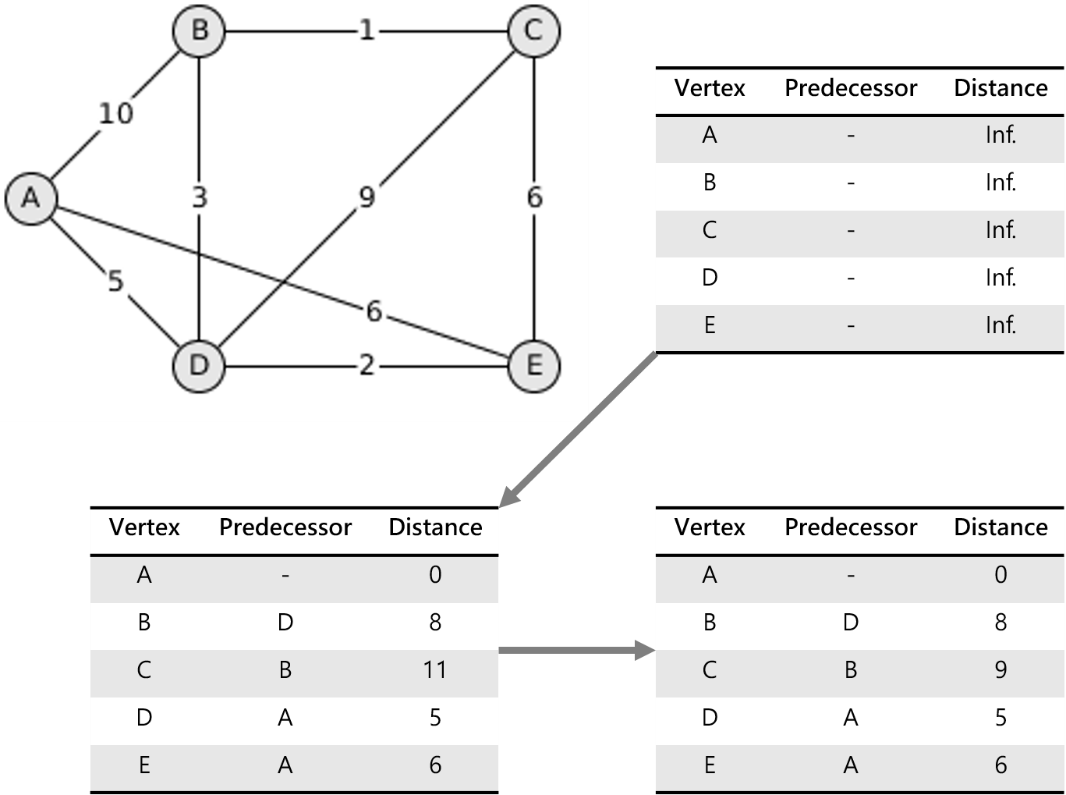 B 1 C
10
A 3 9 6
5
6
D 2 E
Vertex Predecessor Distance
A - Inf.
B - Inf.
C - Inf.
D - Inf.
E - Inf.
Vertex Predecessor Distance
A - 0
B D 8
C B 11
D A 5
E A 6
Vertex Predecessor Distance
A - 0
B D 8
C B 9
D A 5
E A 6